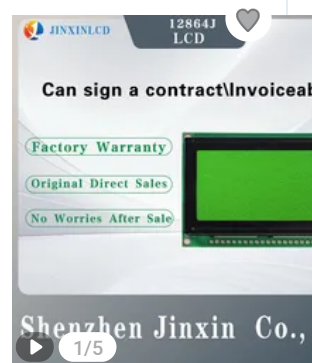 JINXINLCD
12864J
LCD
Can sign a contract\Invoiceab
Factory Warranty
Original Direct Sales
No Worries After Sale
Shenzhen Jinxin Co.,
1/5